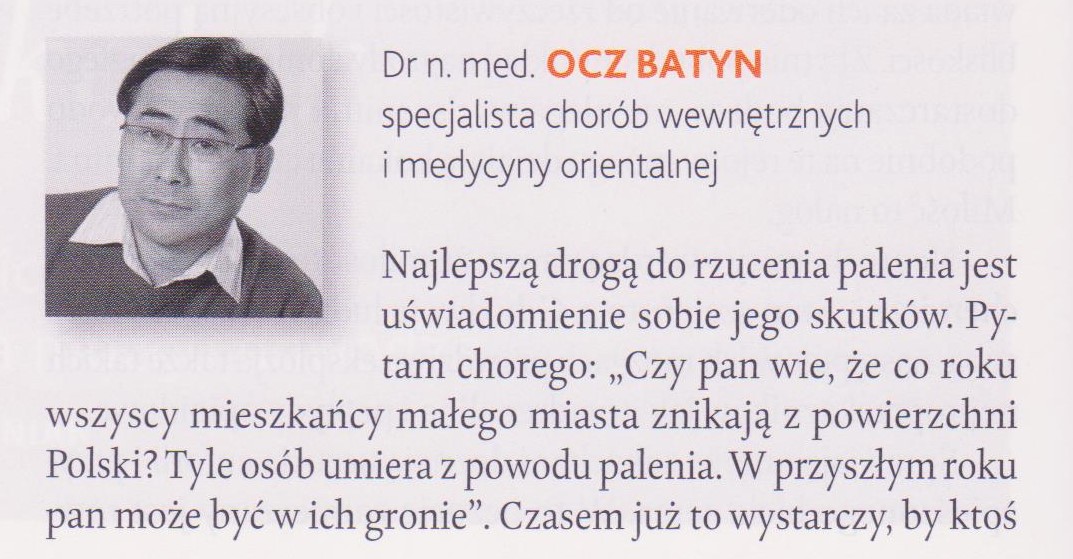 Dr n. med. OCZ BATYN
specjalista chorób wewnętrznych
i medycyny orientalnej
Najlepszą drogą do rzucenia palenia jest
uświadomienie sobie jego skutków. Py-
tam chorego: „Czy pan wie, że co roku
wszyscy mieszkańcy małego miasta znikają z powierzchni
Polski? Tyle osób umiera z powodu palenia. W przyszłym roku
pan może być w ich gronie”. Czasem już to wystarczy, by ktoś